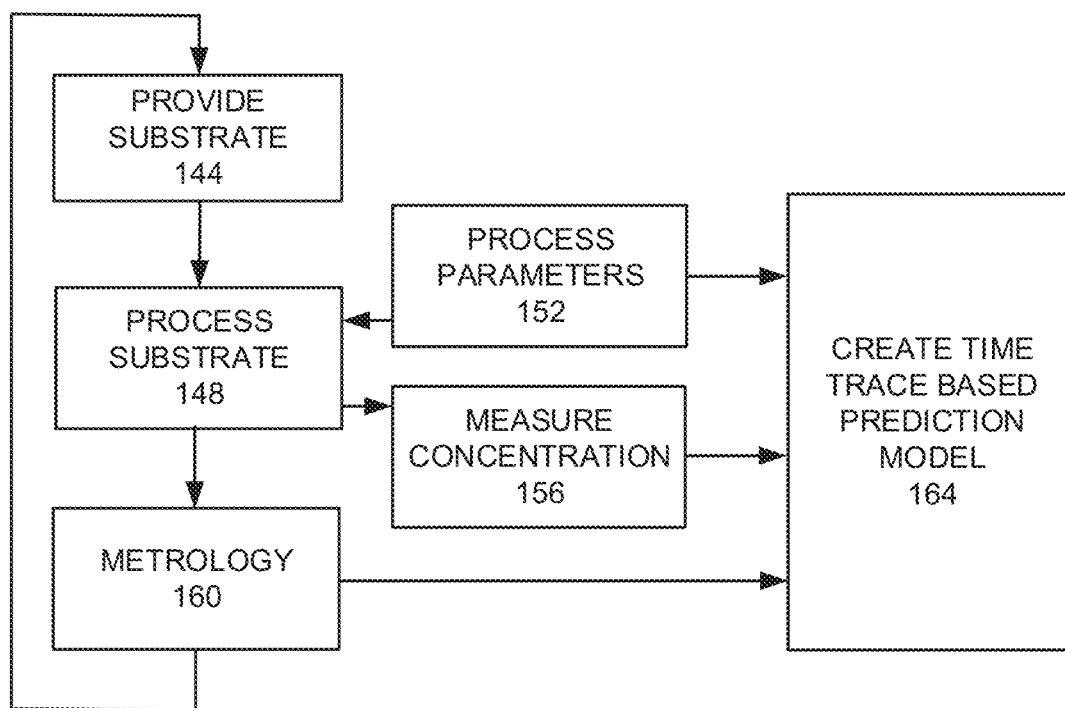 PROVIDE
SUBSTRATE
144
PROCESS
SUBSTRATE
148
PROCESS
PARAMETERS
152
MEASURE
CONCENTRATION
156
METROLOGY
160
CREATE TIME
TRACE BASED
PREDICTION
MODEL
164